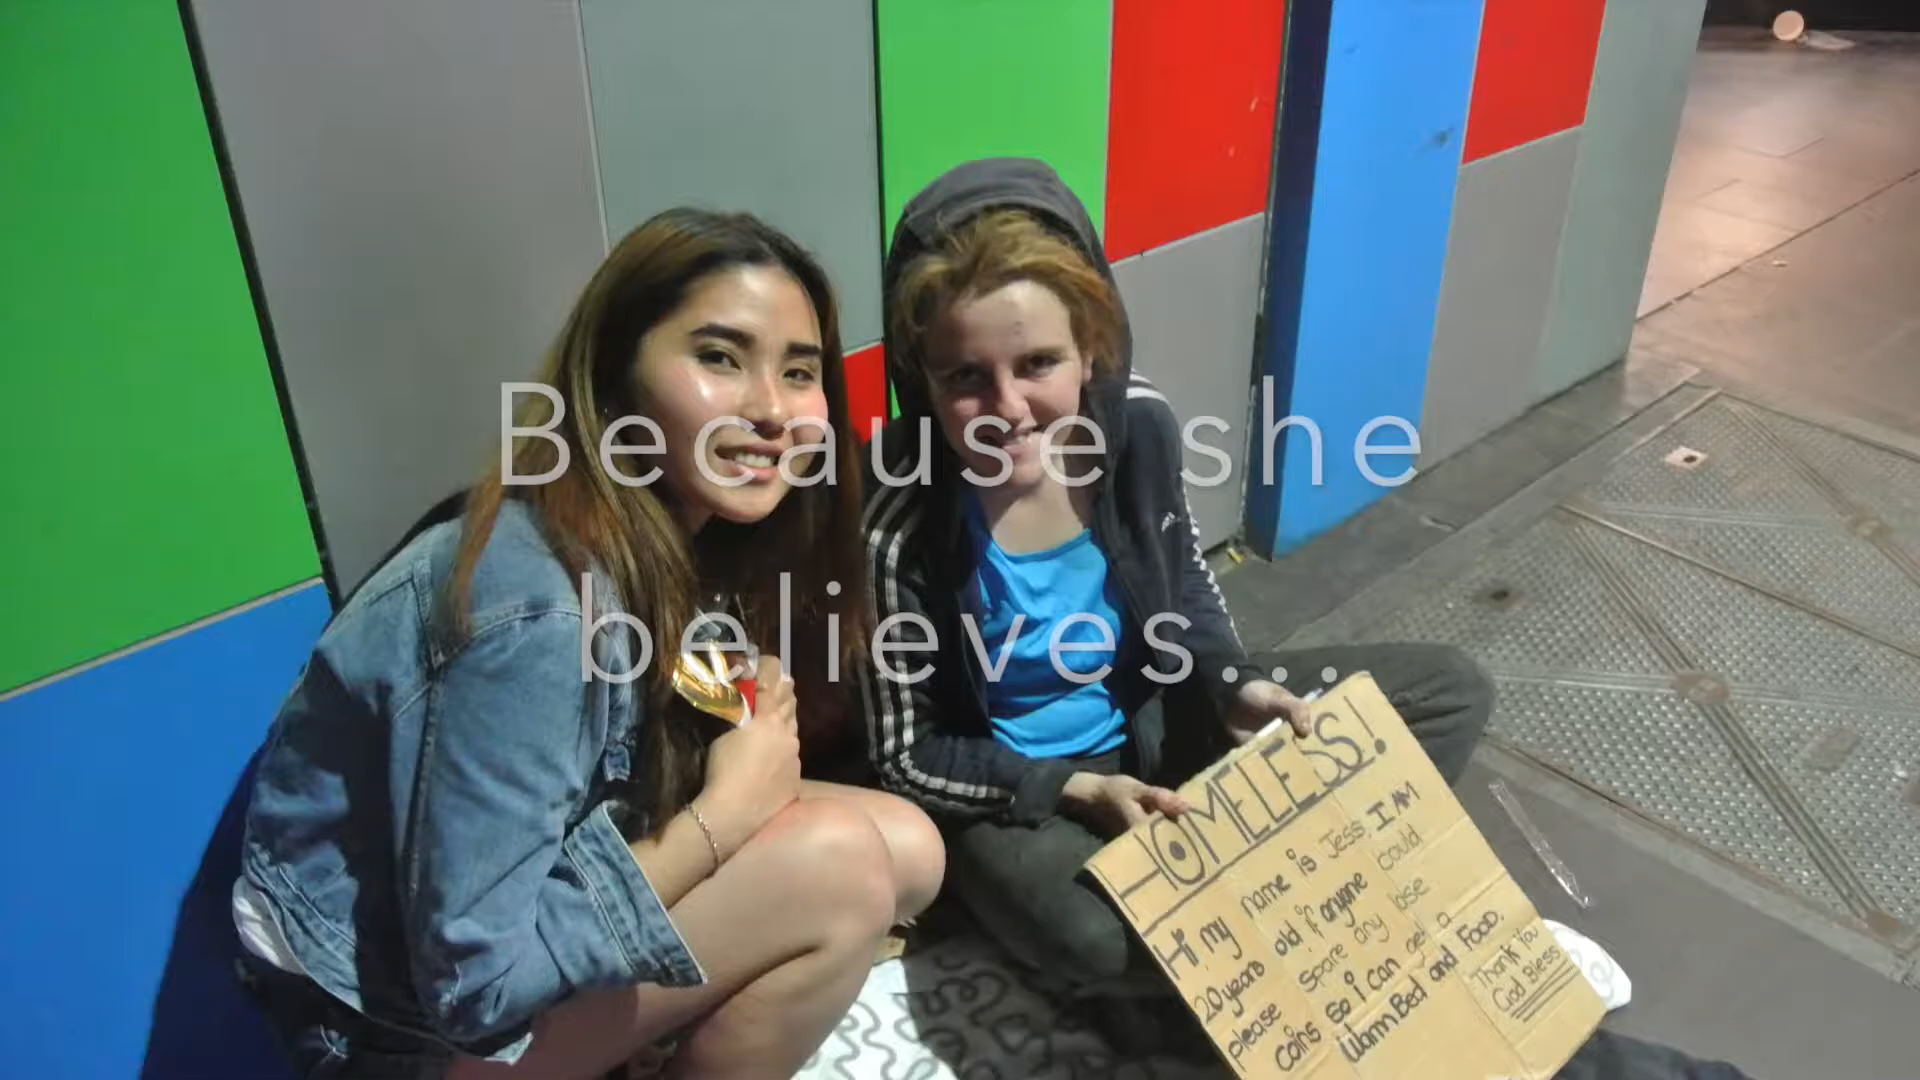 Because she
believes...
HOMELESS!
Hi my name is Jess I AM
20 years old if anyone could
please spare any lose
coins so i can get a
Warm Bed and Food.
Thank You
God Bless